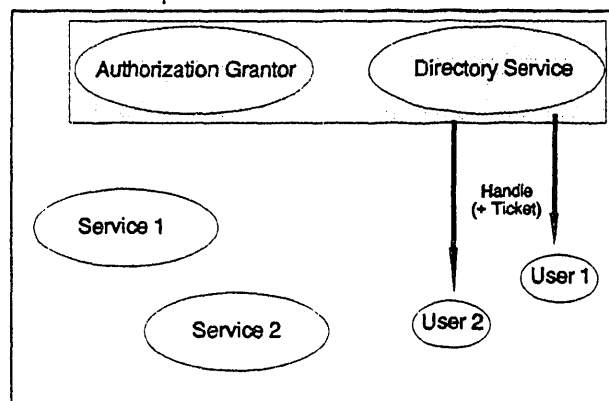 Authorization Grantor
Directory Service
Handle
(+ Ticket)
Service 1
User 1
Service 2
User 2